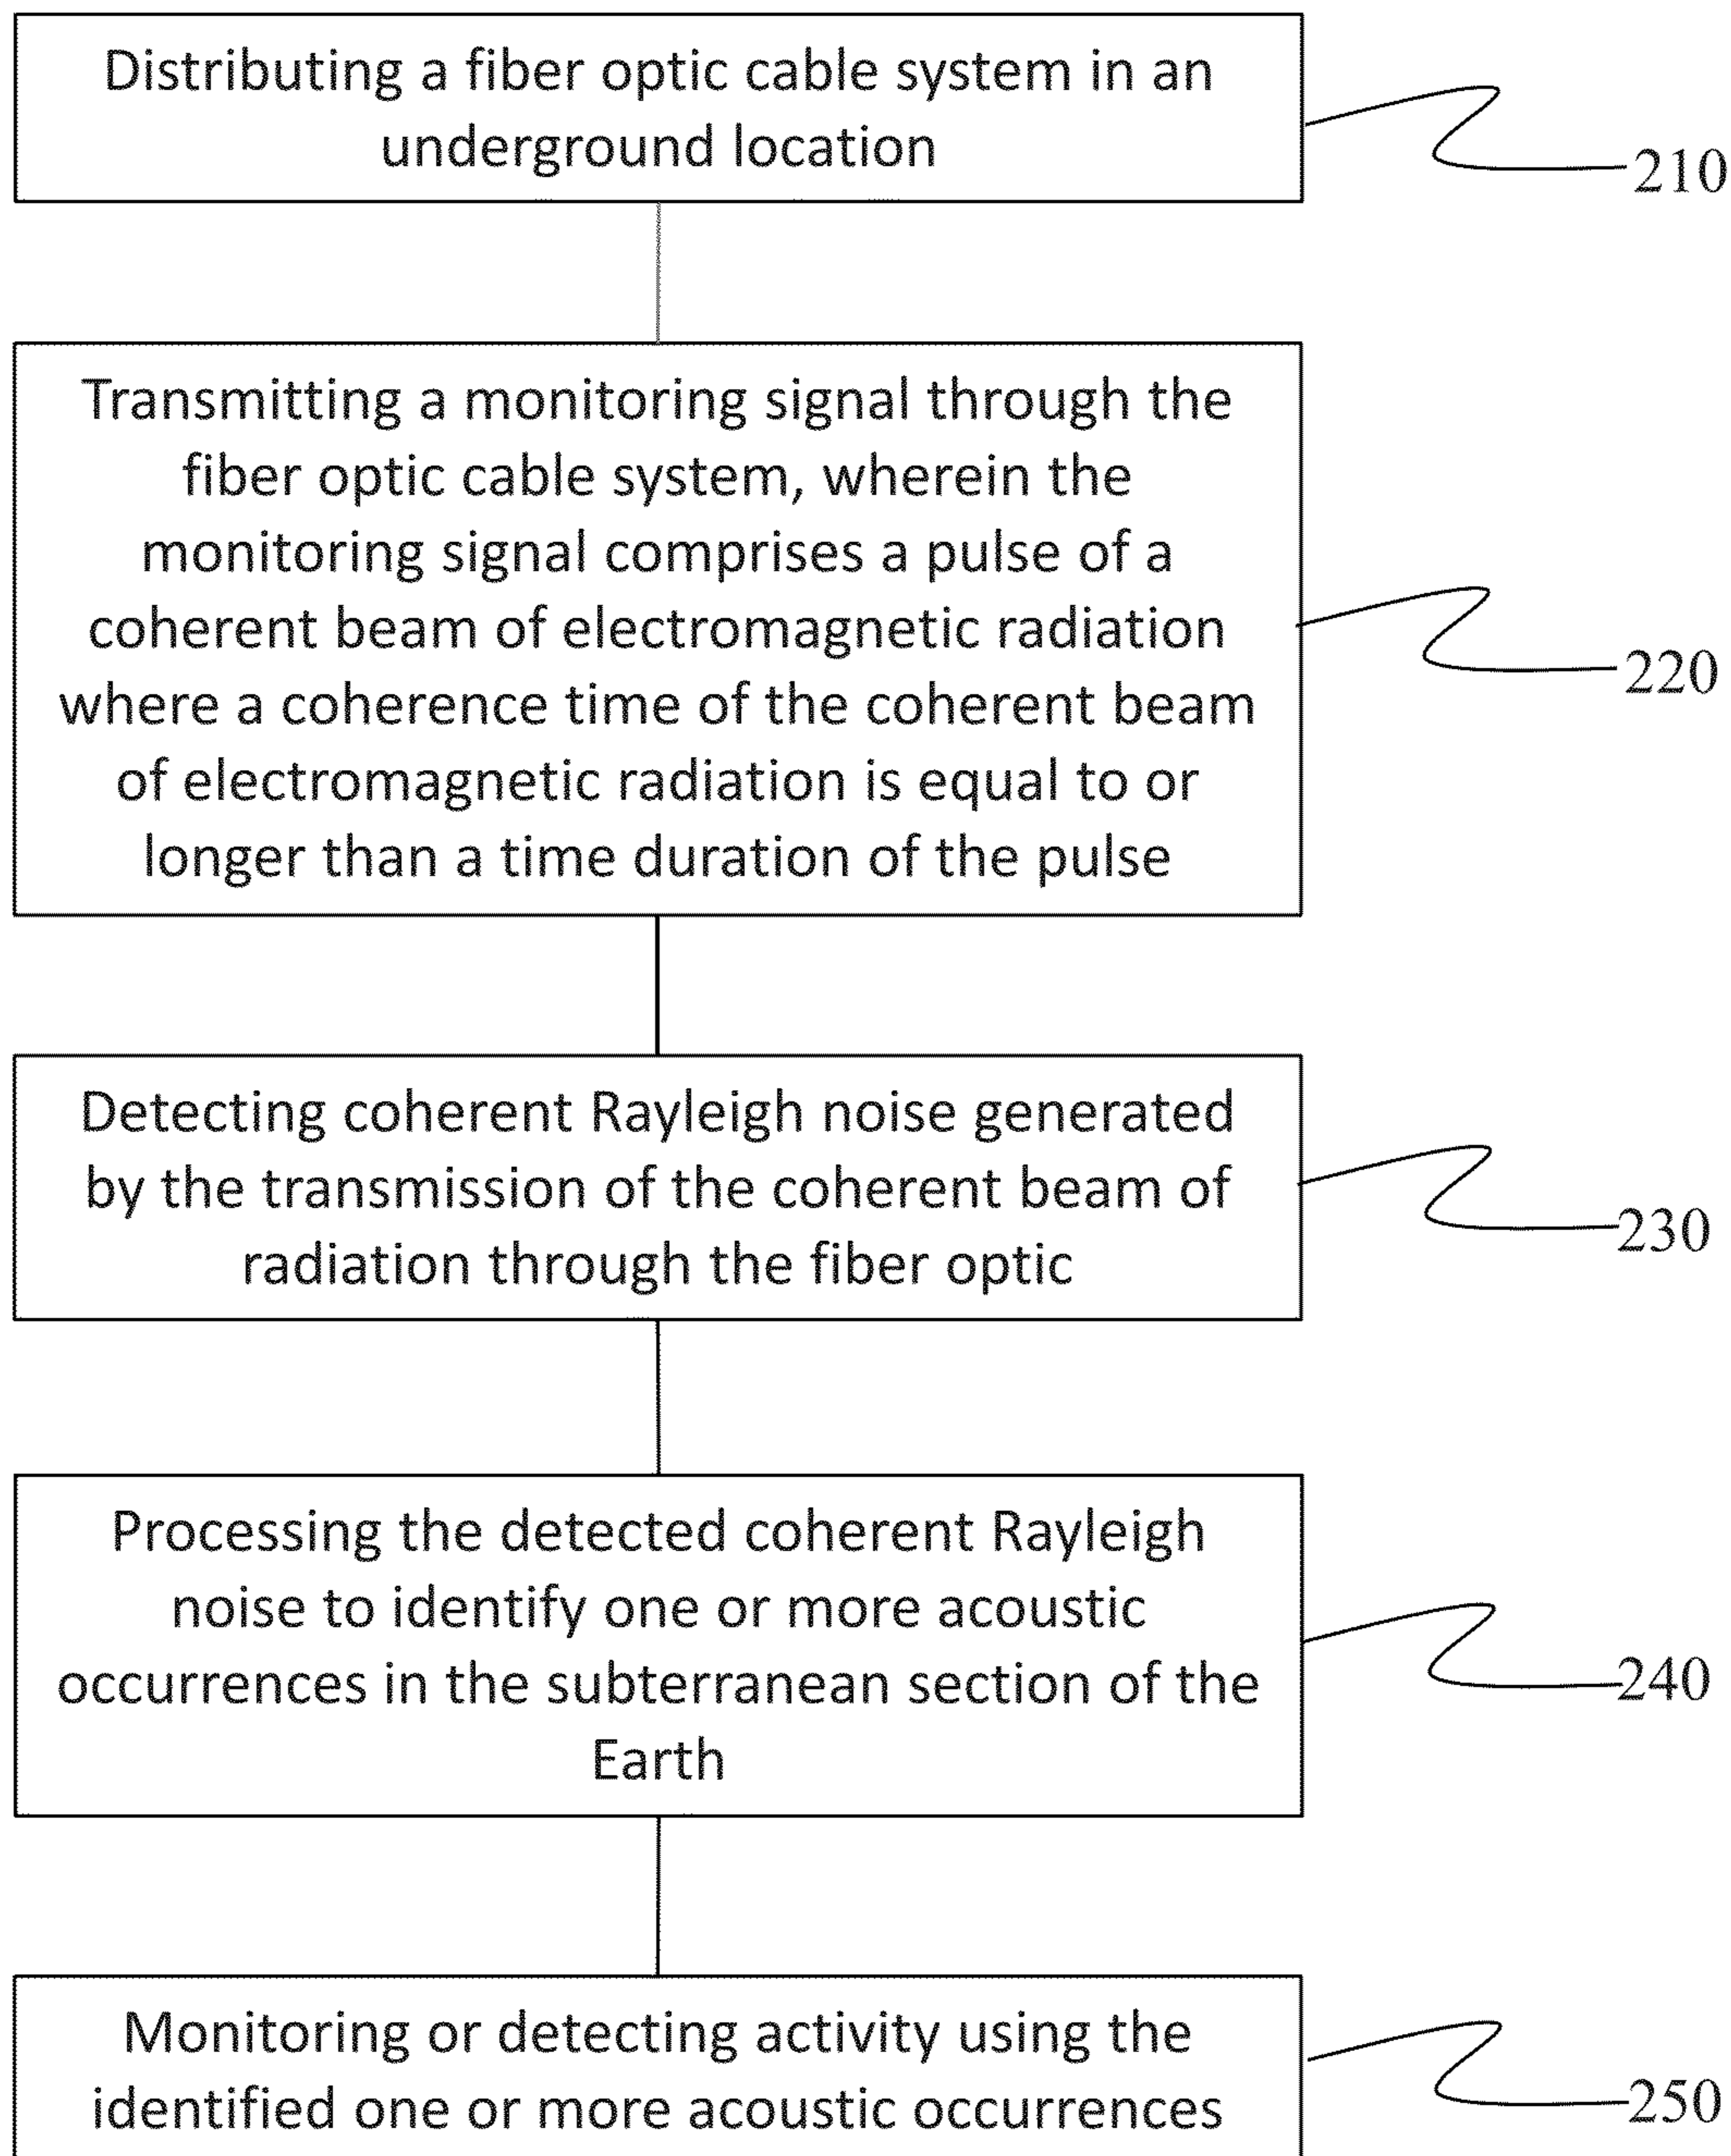 Distributing a fiber optic cable system in an
underground location
210
Transmitting a monitoring signal through the
fiber optic cable system, wherein the
monitoring signal comprises a pulse of a
coherent beam of electromagnetic radiation
where a coherence time of the coherent beam
of electromagnetic radiation is equal to or
longer than a time duration of the pulse
220
Detecting coherent Rayleigh noise generated
by the transmission of the coherent beam of
radiation through the fiber optic
230
Processing the detected coherent Rayleigh
noise to identify one or more acoustic
occurrences in the subterranean section of the
Earth
240
Monitoring or detecting activity using the
identified one or more acoustic occurrences
250